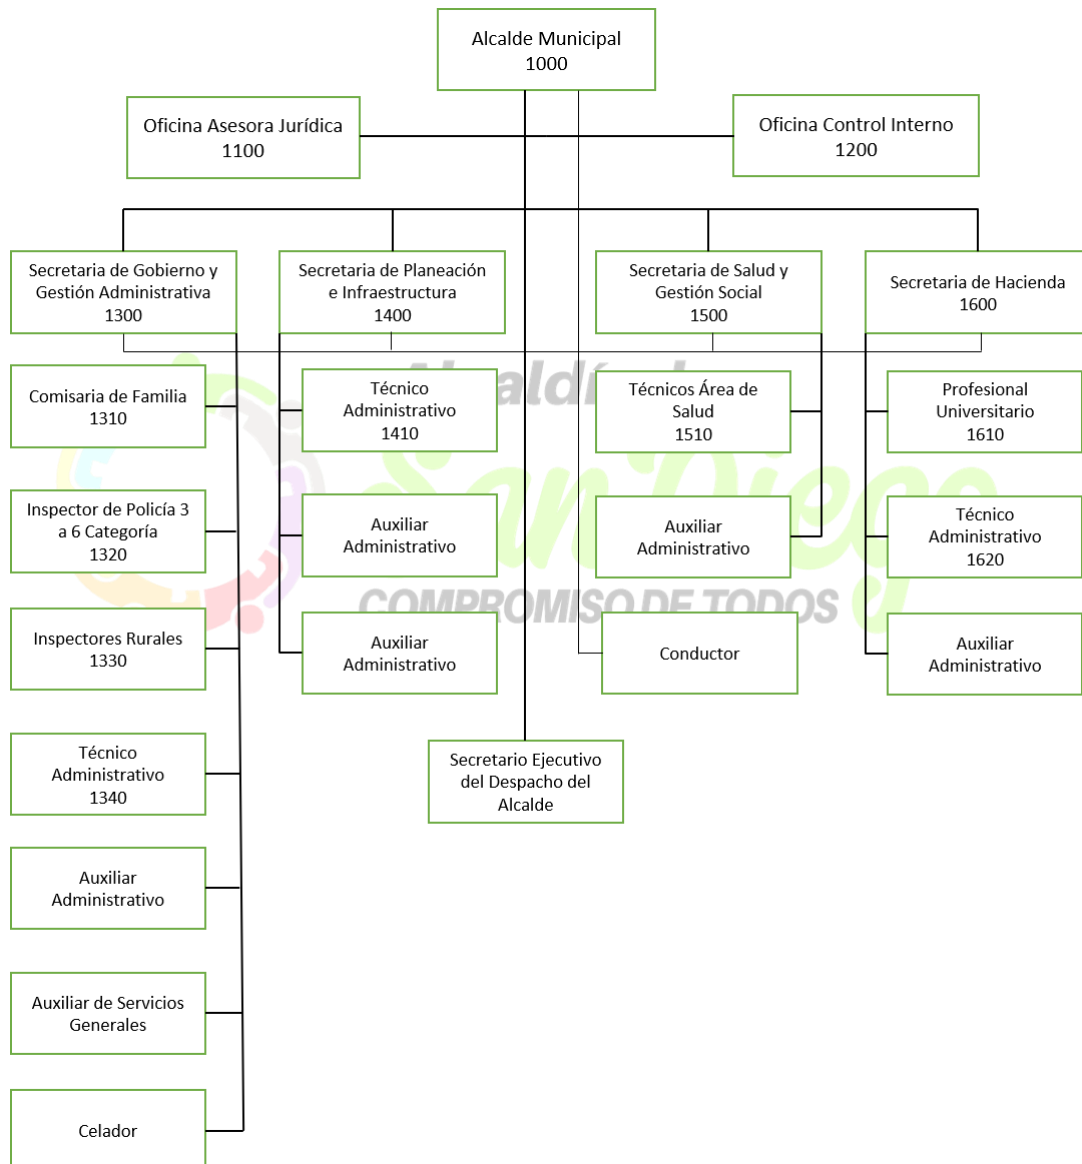 Alcalde Municipal
1000
Oficina Asesora Jurídica
1100
Oficina Control Interno
1200
Secretaria de Gobierno y
Gestión Administrativa
1300
Secretaria de Planeación
e Infraestructura
1400
Secretaria de Salud y
Gestión Social
1500
Secretaria de Hacienda
1600
Comisaria de Familia
1310
Inspector de Policía 3
a 6 Categoría
1320
Inspectores Rurales
1330
Técnico
Administrativo
1340
Auxiliar
Administrativo
Auxiliar de Servicios
Generales
Celador
Técnico
Administrativo
1410
Auxiliar
Administrativo
Auxiliar
Administrativo
Técnicos Área de
Salud
1510
Auxiliar
Administrativo
Conductor
Profesional
Universitario
1610
Técnico
Administrativo
1620
Auxiliar
Administrativo
Secretario Ejecutivo
del Despacho del
Alcalde
San Diego
COMPROMISO DE TODOS